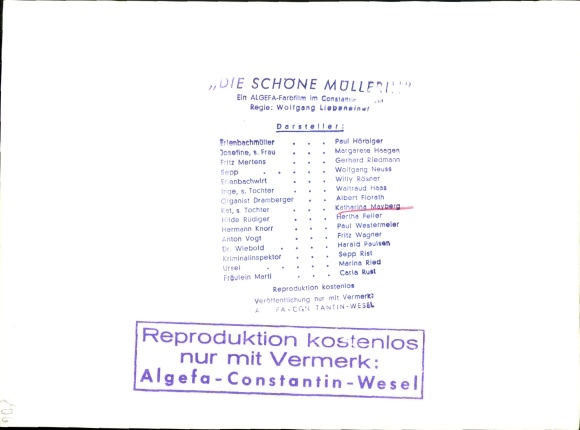 „DIE SCHÖNE MÜLLERIN”
Ein ALGEFA-Farbfilm im Constantin
Regie: Wolfgang Liebeneiner
Darsteller:
Erlenbachmüller . . . Paul Hörbiger
Josefine, s. Frau . . . Margarete Haagen
Fritz Mertens . . . Gerhard Riedmann
Sepp . . . . . Wolfgang Neuss
Erlenbachwirt . . . Willy Rösner
Inge, s. Tochter . . . Waltraud Haas
Organist Dramberger . . . Albert Florath
Kat, s. Tochter . . . Katharina Mayberg
Hilde Rüdiger . . . Hertha Feiler
Hermann Knorr . . . Paul Westermeier
Anton Vogt . . . Fritz Wagner
Dr. Wiebold . . . . Harald Paulsen
Kriminalinspektor . . . Sepp Rist
Ursel . . . . . Marina Ried
Fräulein Martl . . . Carla Rust
Reproduktion kostenlos
Veröffentlichung nur mit Vermerk:
ALGEFA-CONSTANTIN-WESEL
Reproduktion kostenlos
nur mit Vermerk:
Algefa-Constantin-Wesel